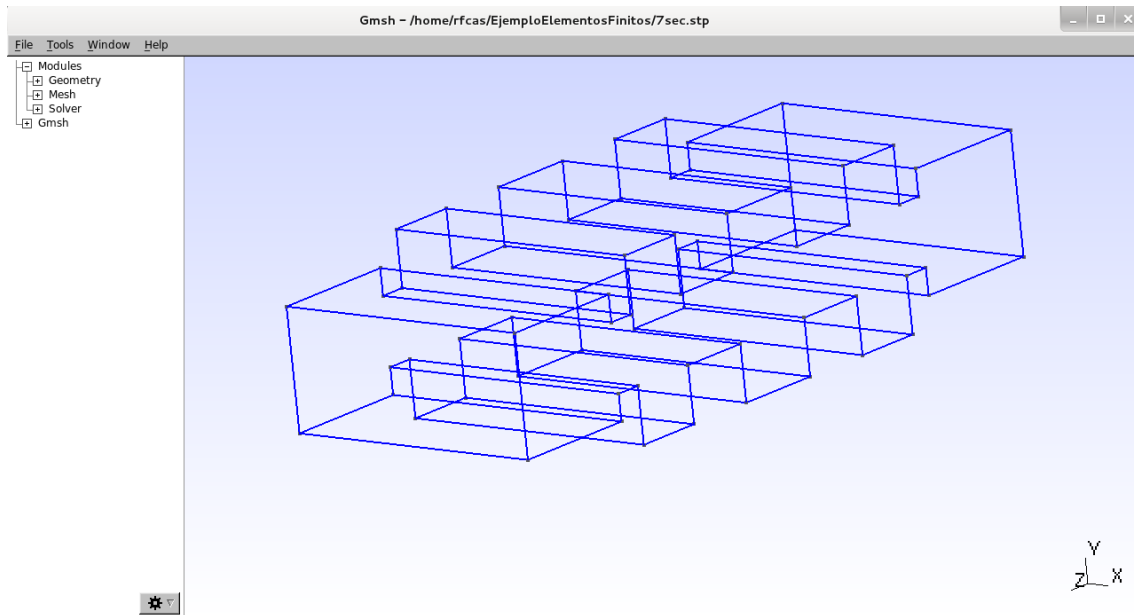 Gmsh – /home/rfcas/EjemploElementosFinitos/7sec.stp
File Tools Window Help
Modules
Geometry
Mesh
Solver
Gmsh
Y
Z X